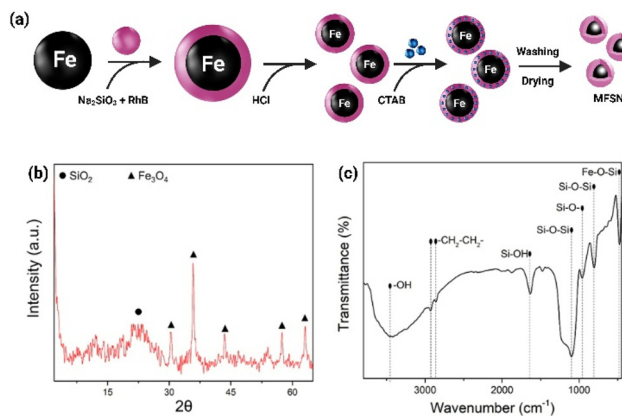 (a)
Fe
Na₂SiO₃ + RhB
Fe
HCl
Fe
Fe
Fe
CTAB
Fe
Fe
Fe
Washing
Drying
MFSN
(b)
● SiO₂ ▲ Fe₃O₄
Intensity (a.u.)
15 30 45 60
2θ
(c)
Fe-O-Si
Si-O-Si
Si-O-
Si-O-Si
-CH₂-CH₂-
Si-OH
-OH
Transmittance (%)
3000 2000 1000
Wavenumber (cm⁻¹)